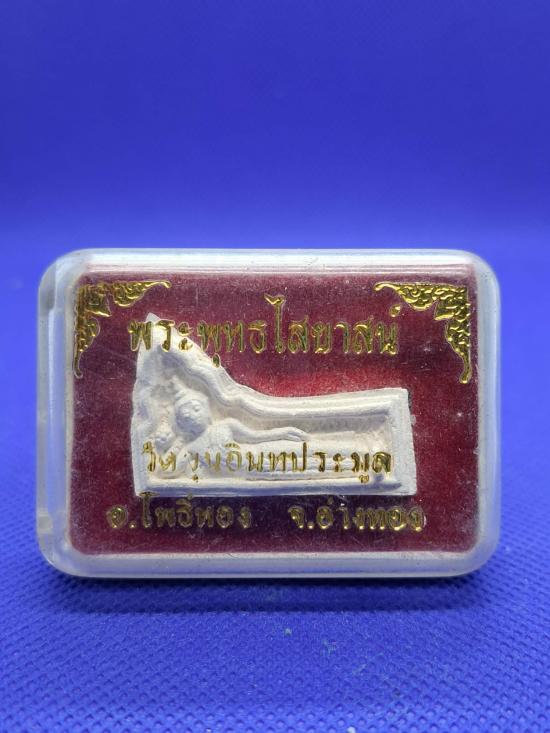 พระพุทธไสยาสน์
วัดขุนอินทประมูล
อ.โพธิ์ทอง จ.อ่างทอง